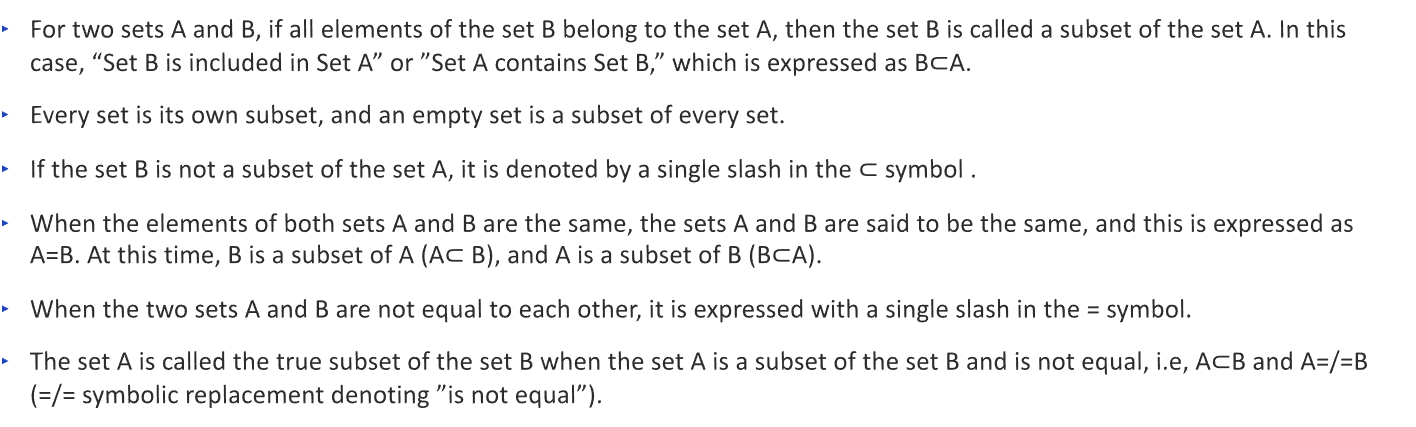 ‣ For two sets A and B, if all elements of the set B belong to the set A, then the set B is called a subset of the set A. In this
case, “Set B is included in Set A” or ”Set A contains Set B,” which is expressed as B⊂A.
‣ Every set is its own subset, and an empty set is a subset of every set.
‣ If the set B is not a subset of the set A, it is denoted by a single slash in the ⊂ symbol .
‣ When the elements of both sets A and B are the same, the sets A and B are said to be the same, and this is expressed as
A=B. At this time, B is a subset of A (A⊂ B), and A is a subset of B (B⊂A).
‣ When the two sets A and B are not equal to each other, it is expressed with a single slash in the = symbol.
‣ The set A is called the true subset of the set B when the set A is a subset of the set B and is not equal, i.e, A⊂B and A=/=B
(=/= symbolic replacement denoting ”is not equal”).